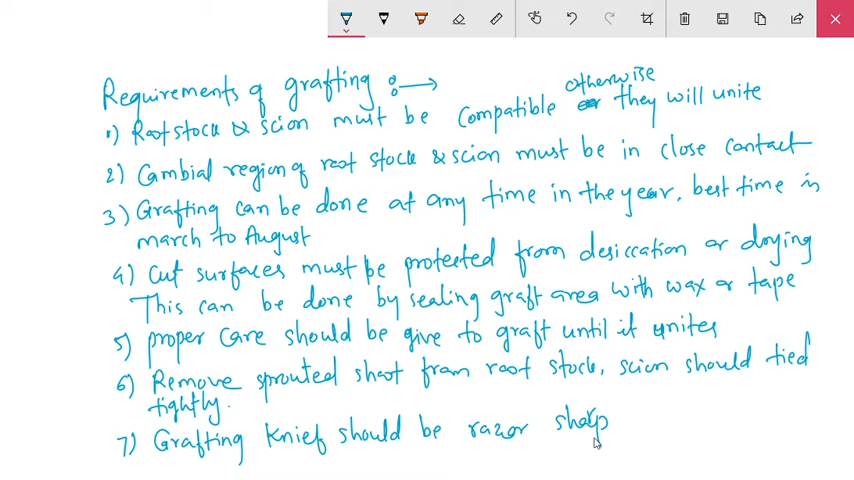 Requirements of grafting :→
1) Rootstock & scion must be compatible otherwise they will unite
2) Cambial region of root stock & scion must be in close contact
3) Grafting can be done at any time in the year, best time is
march to August
4) Cut surfaces must be protected from desiccation or drying
This can be done by sealing graft area with wax or tape
5) proper care should be give to graft until it unites
6) Remove sprouted shoot from root stock, scion should tied
tightly.
7) Grafting knief should be razor sharp